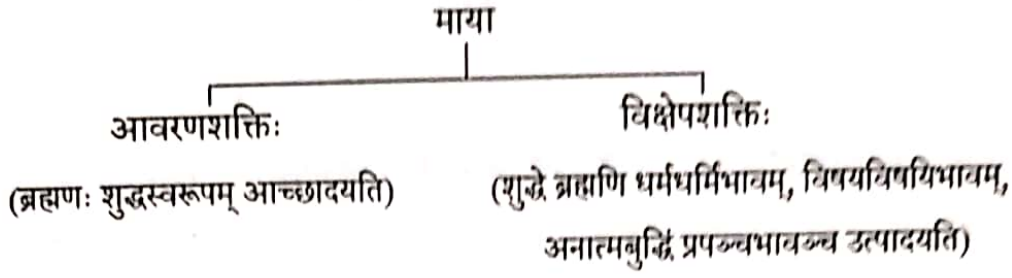 माया
आवरणशक्तिः
विक्षेपशक्तिः
(ब्रह्मणः शुद्धस्वरूपम् आच्छादयति)
(शुद्धे ब्रह्मणि धर्मधर्मिभावम्, विषयविषयिभावम्,
अनात्मबुद्धिं प्रपञ्चभावञ्च उत्पादयति)